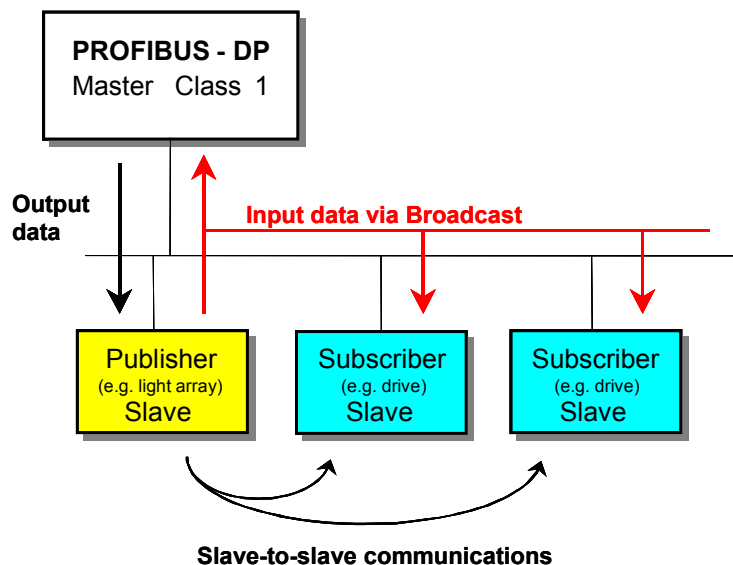 PROFIBUS - DP
Master Class 1
Output
data
Input data via Broadcast
Publisher
(e.g. light array)
Slave
Subscriber
(e.g. drive)
Slave
Subscriber
(e.g. drive)
Slave
Slave-to-slave communications